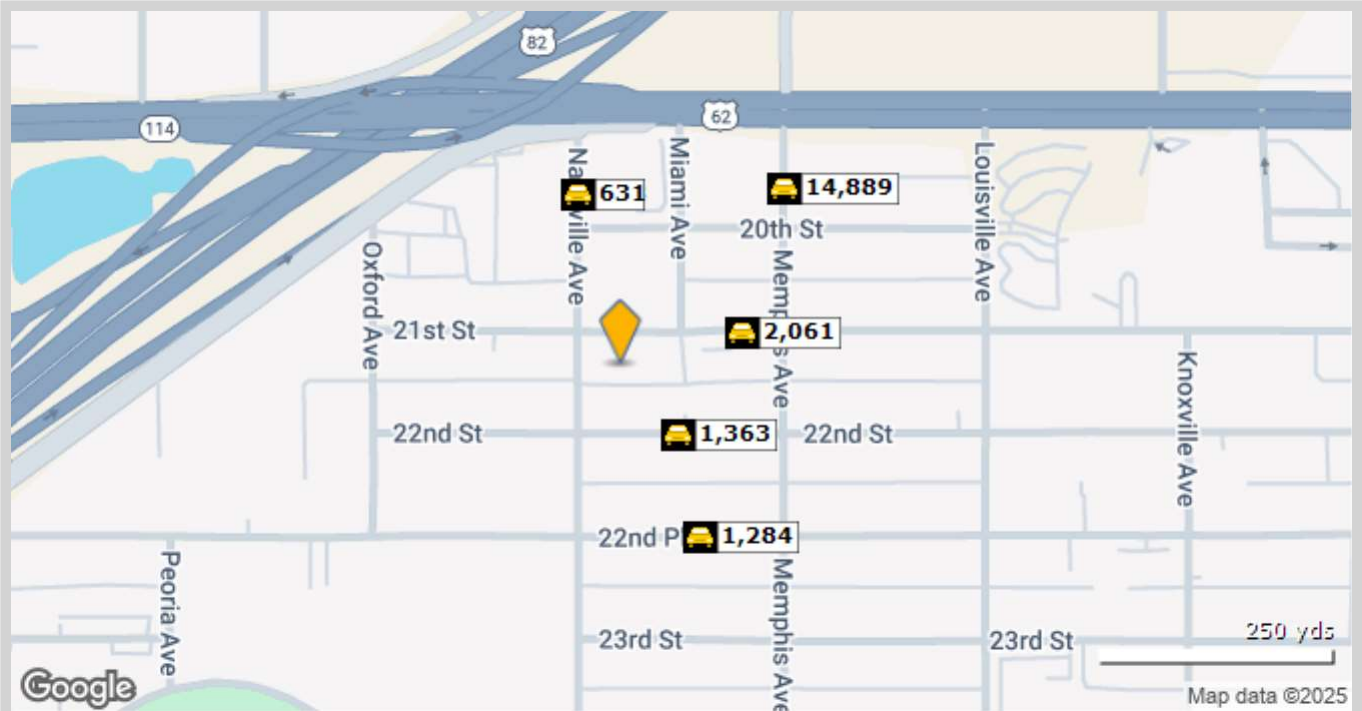 82
114
62
Nashville Ave
631
Miami Ave
14,889
Louisville Ave
20th St
Oxford Ave
Memphis Ave
21st St
2,061
Knoxville Ave
22nd St
1,363
22nd St
22nd P
1,284
Peoria Ave
Memphis Ave
23rd St
23rd St
250 yds
Google
Map data ©2025